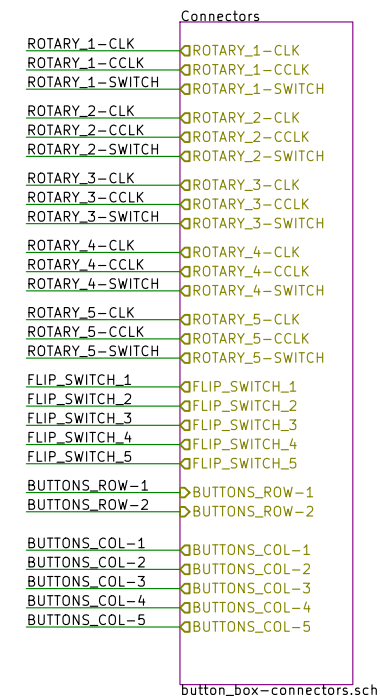 Connectors
ROTARY_1-CLK ROTARY_1-CLK
ROTARY_1-CCLK ROTARY_1-CCLK
ROTARY_1-SWITCH ROTARY_1-SWITCH
ROTARY_2-CLK ROTARY_2-CLK
ROTARY_2-CCLK ROTARY_2-CCLK
ROTARY_2-SWITCH ROTARY_2-SWITCH
ROTARY_3-CLK ROTARY_3-CLK
ROTARY_3-CCLK ROTARY_3-CCLK
ROTARY_3-SWITCH ROTARY_3-SWITCH
ROTARY_4-CLK ROTARY_4-CLK
ROTARY_4-CCLK ROTARY_4-CCLK
ROTARY_4-SWITCH ROTARY_4-SWITCH
ROTARY_5-CLK ROTARY_5-CLK
ROTARY_5-CCLK ROTARY_5-CCLK
ROTARY_5-SWITCH ROTARY_5-SWITCH
FLIP_SWITCH_1 FLIP_SWITCH_1
FLIP_SWITCH_2 FLIP_SWITCH_2
FLIP_SWITCH_3 FLIP_SWITCH_3
FLIP_SWITCH_4 FLIP_SWITCH_4
FLIP_SWITCH_5 FLIP_SWITCH_5
BUTTONS_ROW-1 BUTTONS_ROW-1
BUTTONS_ROW-2 BUTTONS_ROW-2
BUTTONS_COL-1 BUTTONS_COL-1
BUTTONS_COL-2 BUTTONS_COL-2
BUTTONS_COL-3 BUTTONS_COL-3
BUTTONS_COL-4 BUTTONS_COL-4
BUTTONS_COL-5 BUTTONS_COL-5
button_box-connectors.sch